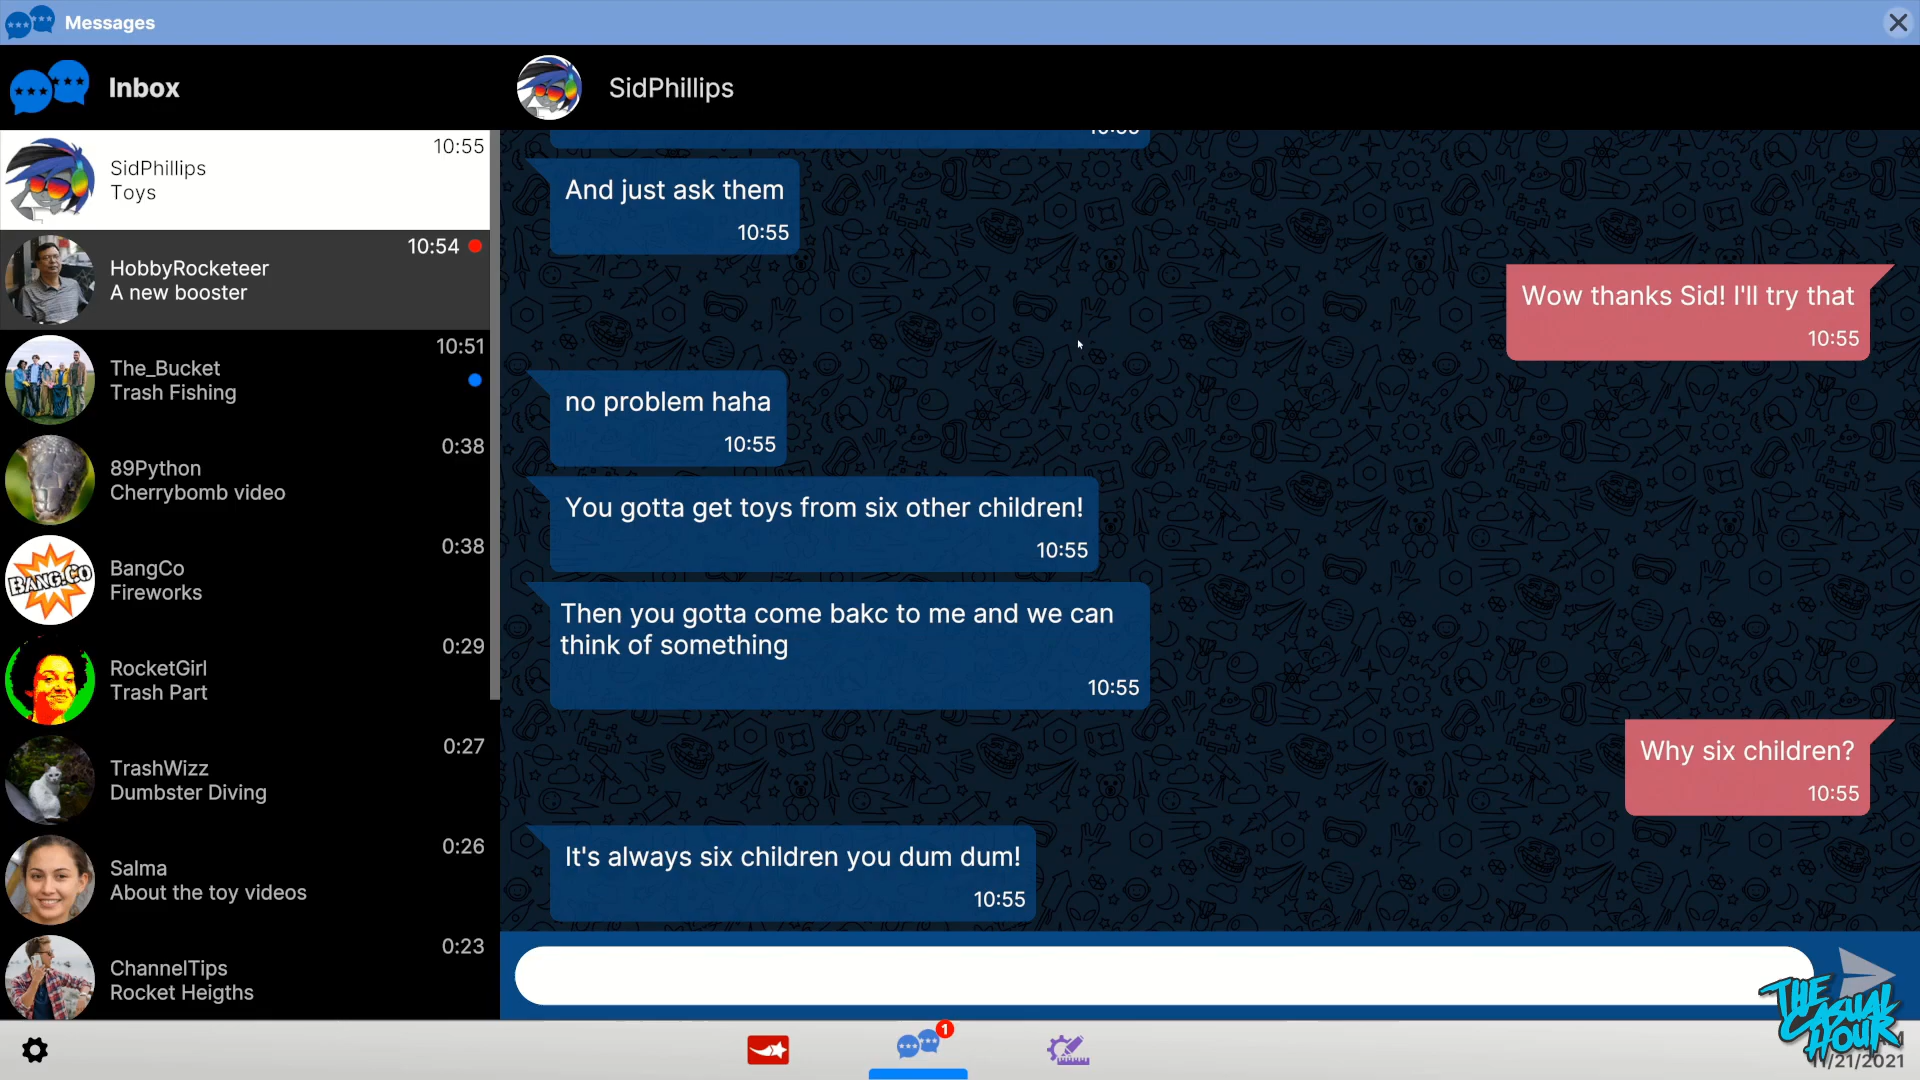 Messages
Inbox
SidPhillips
10:55
SidPhillips
Toys
10:54
HobbyRocketeer
A new booster
10:51
The_Bucket
Trash Fishing
0:38
89Python
Cherrybomb video
0:38
BANG.CO
BangCo
Fireworks
0:29
RocketGirl
Trash Part
0:27
TrashWizz
Dumbster Diving
0:26
Salma
About the toy videos
0:23
ChannelTips
Rocket Heigths
10:55
And just ask them
10:55
Wow thanks Sid! I'll try that
10:55
no problem haha
10:55
You gotta get toys from six other children!
10:55
Then you gotta come bakc to me and we can
think of something
10:55
Why six children?
10:55
It's always six children you dum dum!
10:55
1
THE
CASUAL
HOUR
11/21/2021